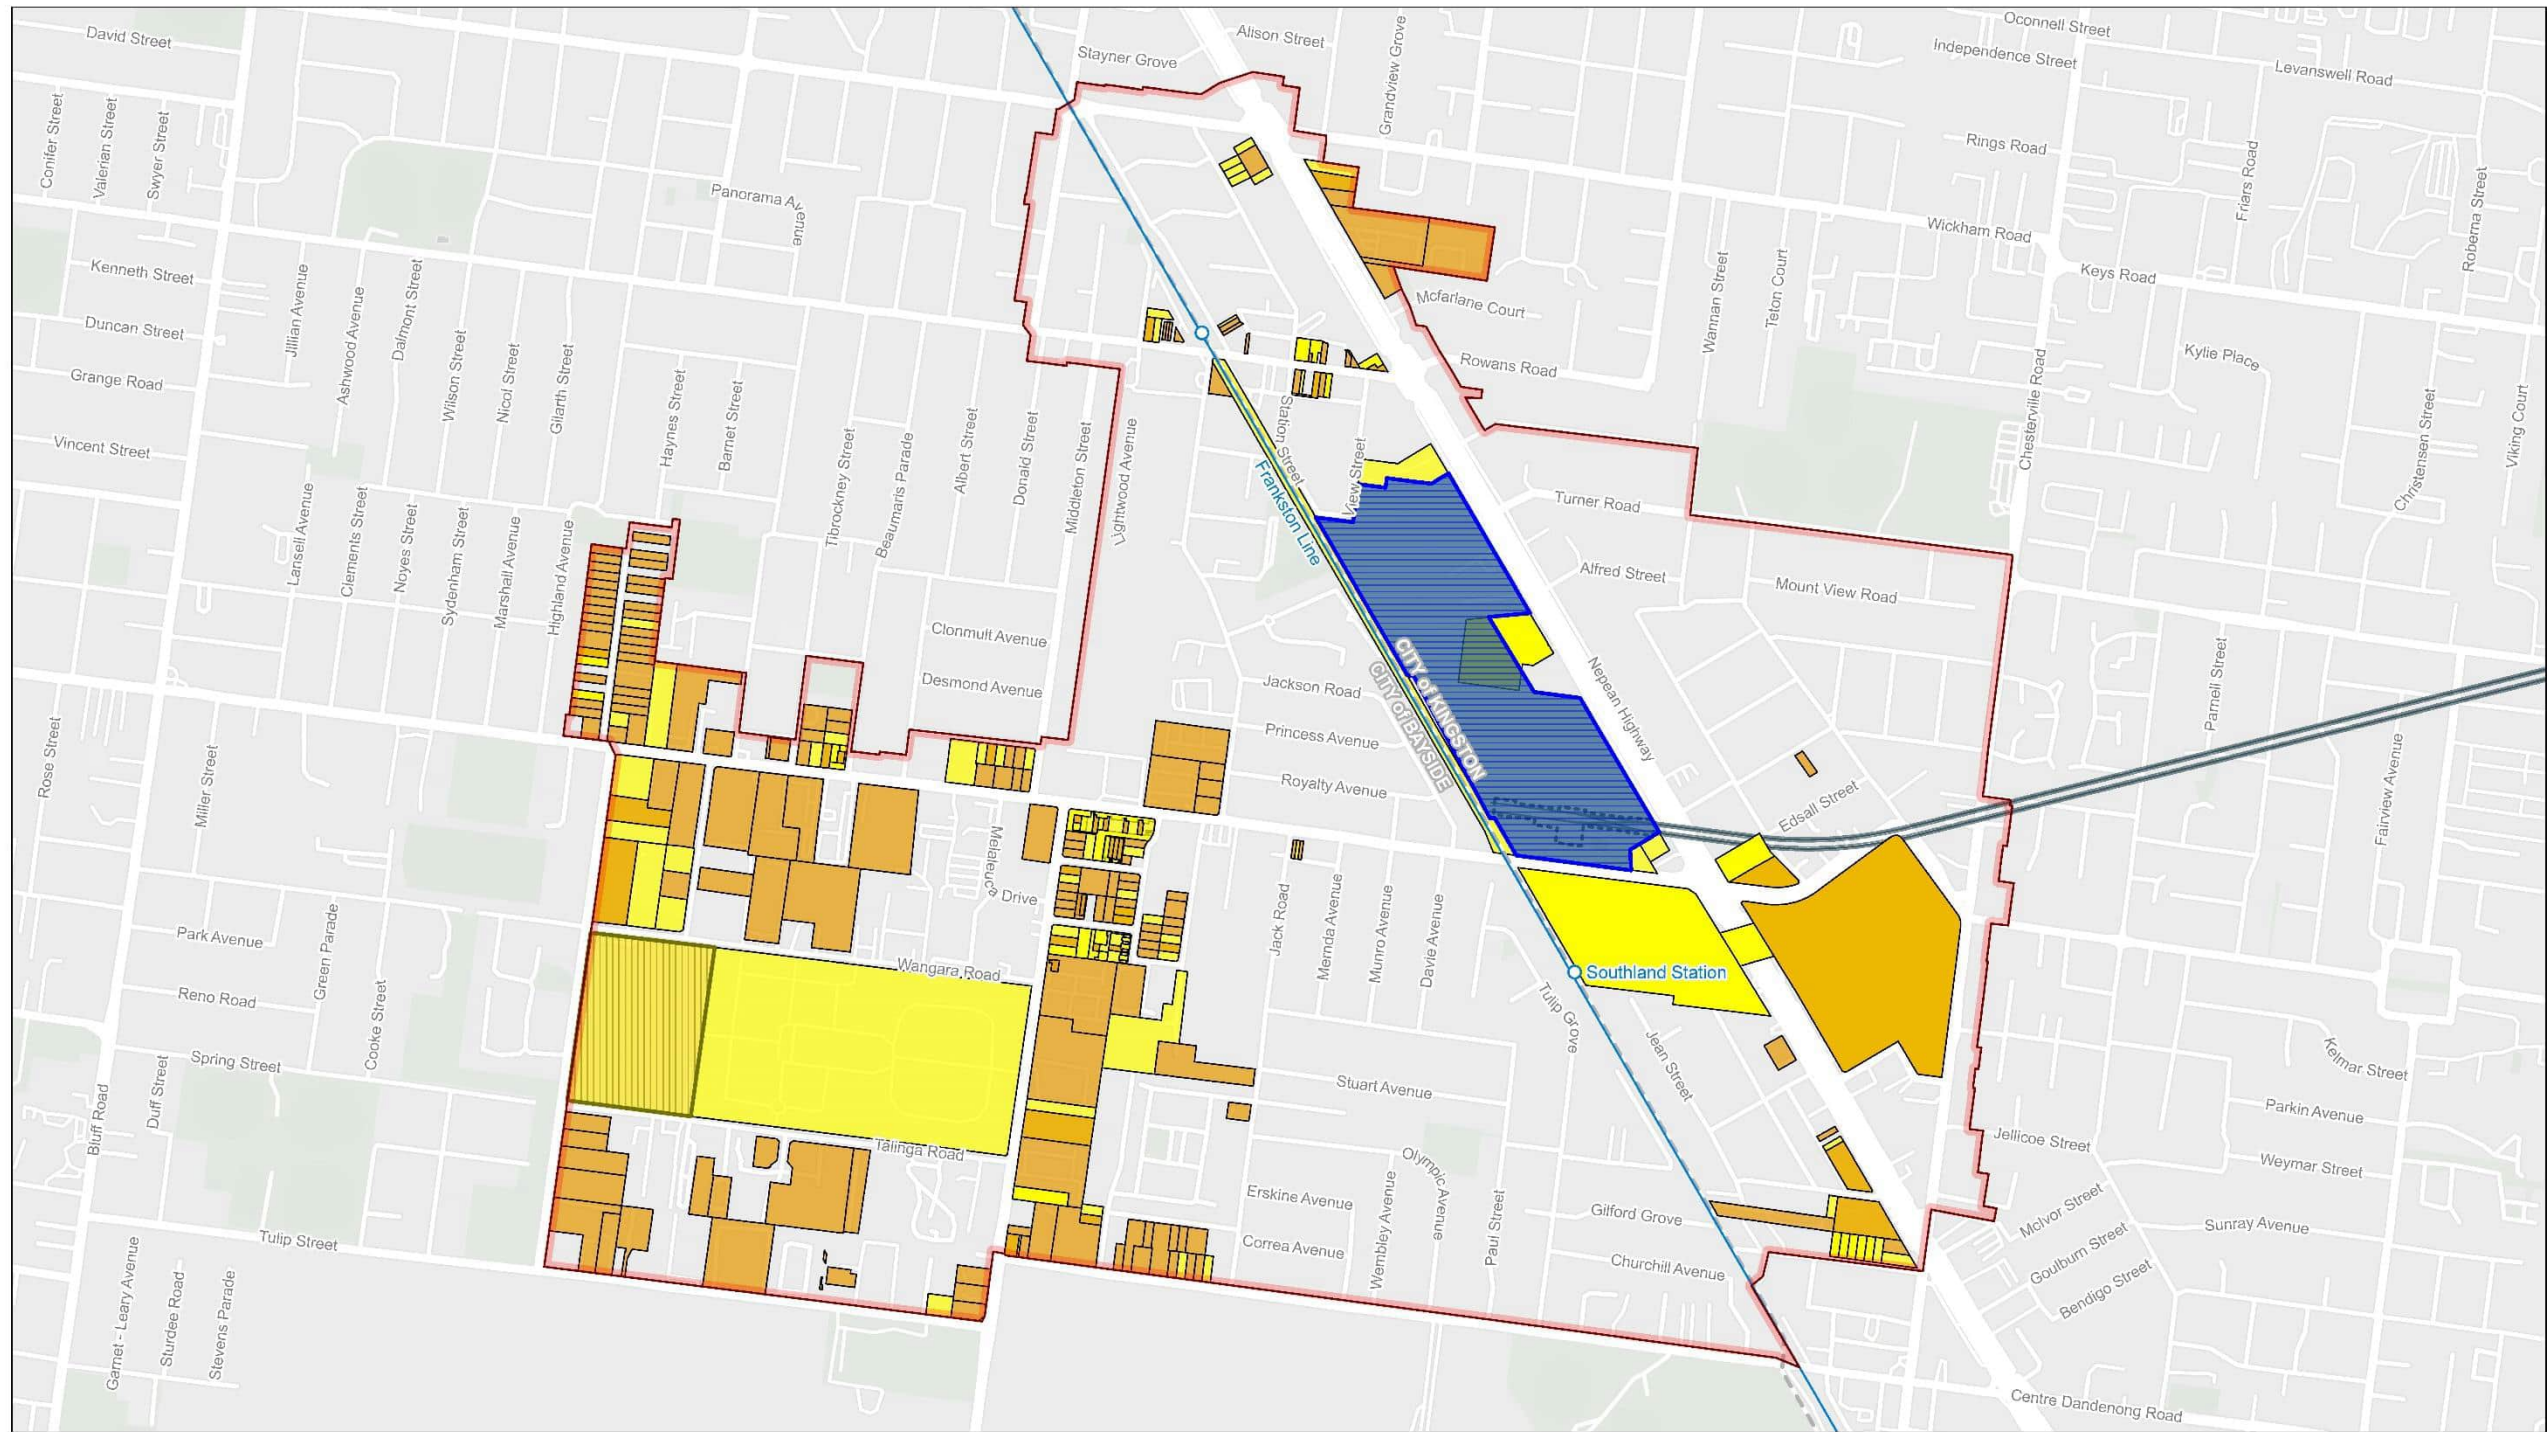 David Street
Stayner Grove
Alison Street
Grandview Grove
Oconnell Street
Independence Street
Levanswell Road
Conifer Street
Valerian Street
Swyer Street
Rings Road
Friars Road
Roberna Street
Panorama Avenue
Wickham Road
Keys Road
Kenneth Street
Jillian Avenue
Ashwood Avenue
Dalmont Street
Wannan Street
Teton Court
Mcfarlane Court
Duncan Street
Wilson Street
Nicol Street
Gilarth Street
Rowans Road
Kylie Place
Grange Road
Haynes Street
Barnet Street
Chesterville Road
Christensen Street
Viking Court
Vincent Street
Tibrockney Street
Beaumaris Parade
Albert Street
Donald Street
Middleton Street
Lightwood Avenue
Station Street
View Street
Frankston Line
Turner Road
Lansell Avenue
Clements Street
Noyes Street
Sydenham Street
Marshall Avenue
Highland Avenue
Alfred Street
Mount View Road
Clonmult Avenue
Desmond Avenue
Jackson Road
CITY of KINGSTON
CITY of BAYSIDE
Nepean Highway
Parnell Street
Rose Street
Miller Street
Princess Avenue
Royalty Avenue
Edsall Street
Fairview Avenue
Melaleuca Drive
Park Avenue
Green Parade
Jack Road
Mernda Avenue
Munro Avenue
Davie Avenue
Wangara Road
Southland Station
Reno Road
Cooke Street
Tulip Grove
Spring Street
Jean Street
Kelmar Street
Bluff Road
Duff Street
Stuart Avenue
Parkin Avenue
Talinga Road
Jellicoe Street
Weymar Street
Olympic Avenue
Erskine Avenue
Wembley Avenue
Paul Street
Gilford Grove
McIvor Street
Sunray Avenue
Tulip Street
Correa Avenue
Churchill Avenue
Goulburn Street
Bendigo Street
Garnet - Leary Avenue
Sturdee Road
Stevens Parade
Centre Dandenong Road